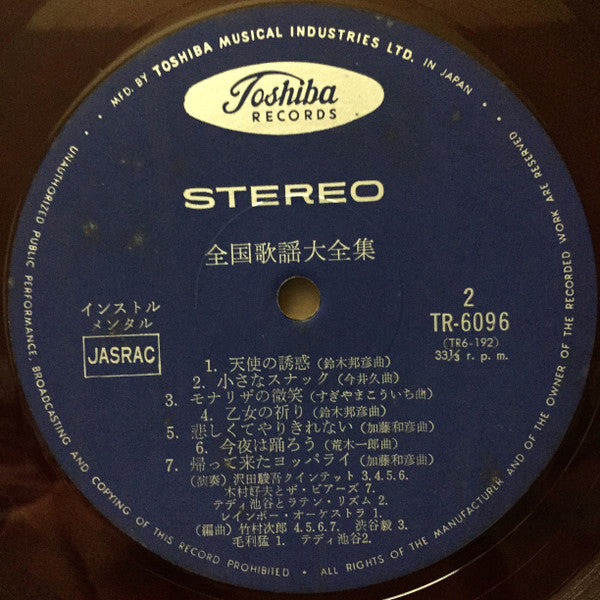 MFD. BY TOSHIBA MUSICAL INDUSTRIES LTD. IN JAPAN.
Toshiba
RECORDS
STEREO
全国歌謡大全集
インストル
メンタル
JASRAC
2
TR-6096
(TR6-192)
33⅓ r. p. m.
1. 天使の誘惑 (鈴木邦彦曲)
2. 小さなスナック (今井久曲)
3. モナリザの微笑 (すぎやまこういち曲)
4. 乙女の祈り (鈴木邦彦曲)
5. 悲しくてやりきれない (加藤和彦曲)
6. 今夜は踊ろう (荒木一郎曲)
7. 帰って来たヨッパライ (加藤和彦曲)
(演奏) 沢田駿吾クインテット 3.4.5.6.
木村好夫とザ・ビアーズ 7.
テディ池谷とラテン・リズム 2.
レインボー・オーケストラ 1.
(編曲) 竹村次郎 4.5.6.7. 渋谷毅 3.
毛利猛 1. テディ池谷2.
UNAUTHORIZED PUBLIC PERFORMANCE, BROADCASTING AND COPYING OF THIS RECORD PROHIBITED • ALL RIGHTS OF THE MANUFACTURER AND OF THE OWNER OF THE RECORDED WORK ARE RESERVED